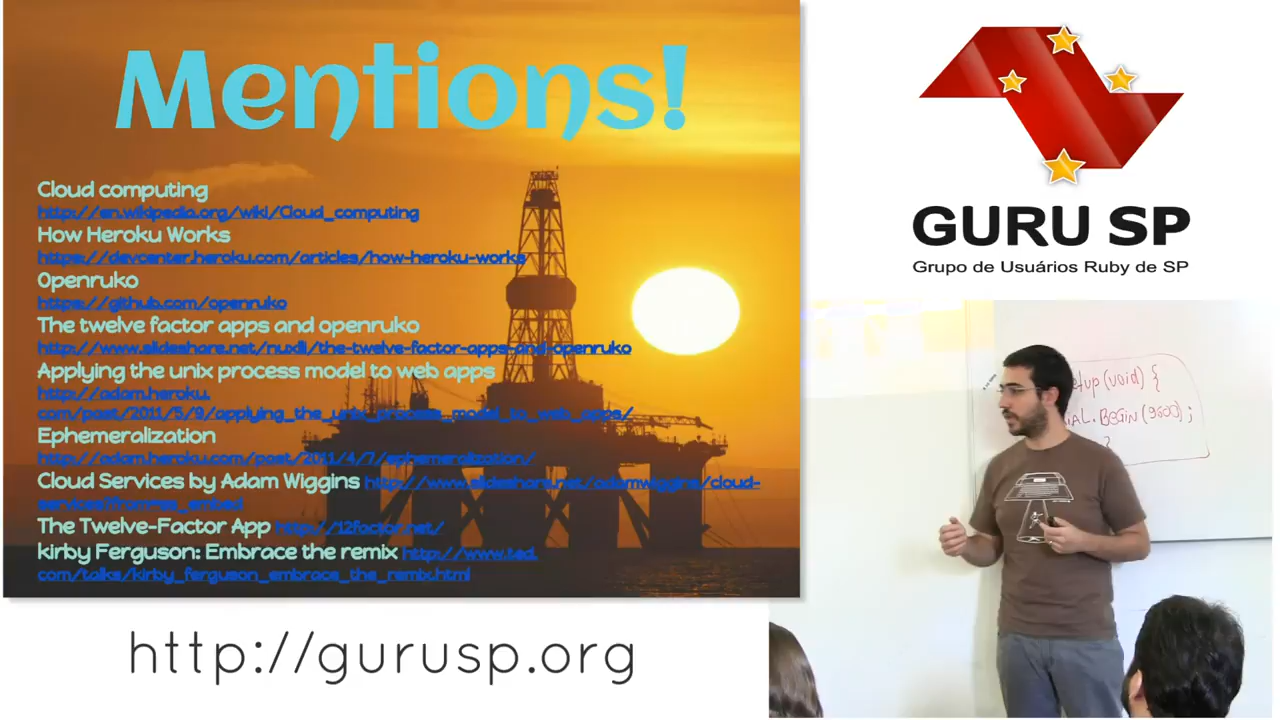 Mentions!
Cloud computing
http://en.wikipedia.org/wiki/Cloud_computing
How Heroku Works
https://devcenter.heroku.com/articles/how-heroku-works
Openruko
https://github.com/openruko
The twelve factor apps and openruko
http://www.slideshare.net/nuxlli/the-twelve-factor-apps-and-openruko
Applying the unix process model to web apps
http://adam.heroku.
com/past/2011/5/9/applying_the_unix_process_model_to_web_apps/
Ephemeralization
http://adam.heroku.com/past/2011/4/7/ephemeralization/
Cloud Services by Adam Wiggins http://www.slideshare.net/adamwiggins/cloud-
services?from=ss_embed
The Twelve-Factor App http://12factor.net/
kirby Ferguson: Embrace the remix http://www.ted.
com/talks/kirby_ferguson_embrace_the_remix.html
http://gurusp.org
GURU SP
Grupo de Usuários Ruby de SP
etup (void) {
IAL.BEGIN (9600);
}